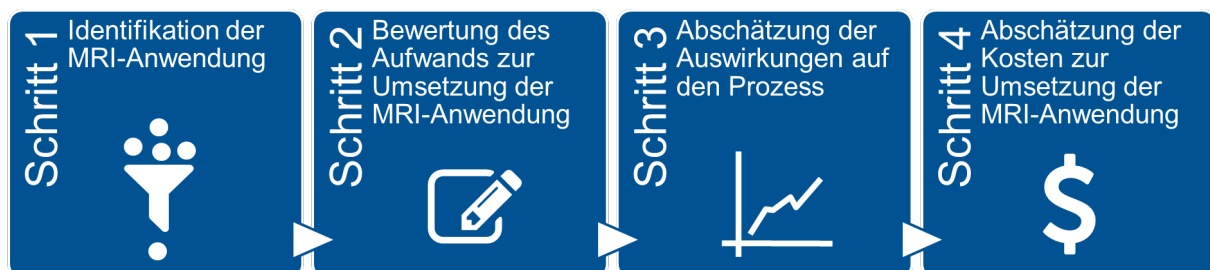 Schritt 1
Identifikation der
MRI-Anwendung
Schritt 2
Bewertung des
Aufwands zur
Umsetzung der
MRI-Anwendung
Schritt 3
Abschätzung der
Auswirkungen auf
den Prozess
Schritt 4
Abschätzung der
Kosten zur
Umsetzung der
MRI-Anwendung
$